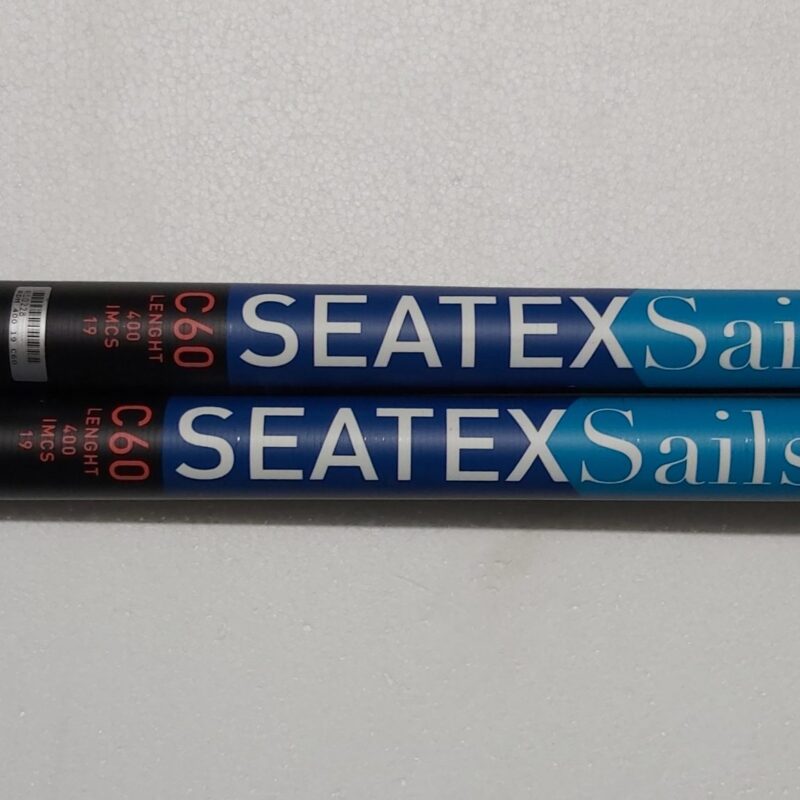 C60
LENGHT
400
IMCS
19
SEATEX Sai
C60
LENGHT
400
IMCS
19
SEATEX Sails